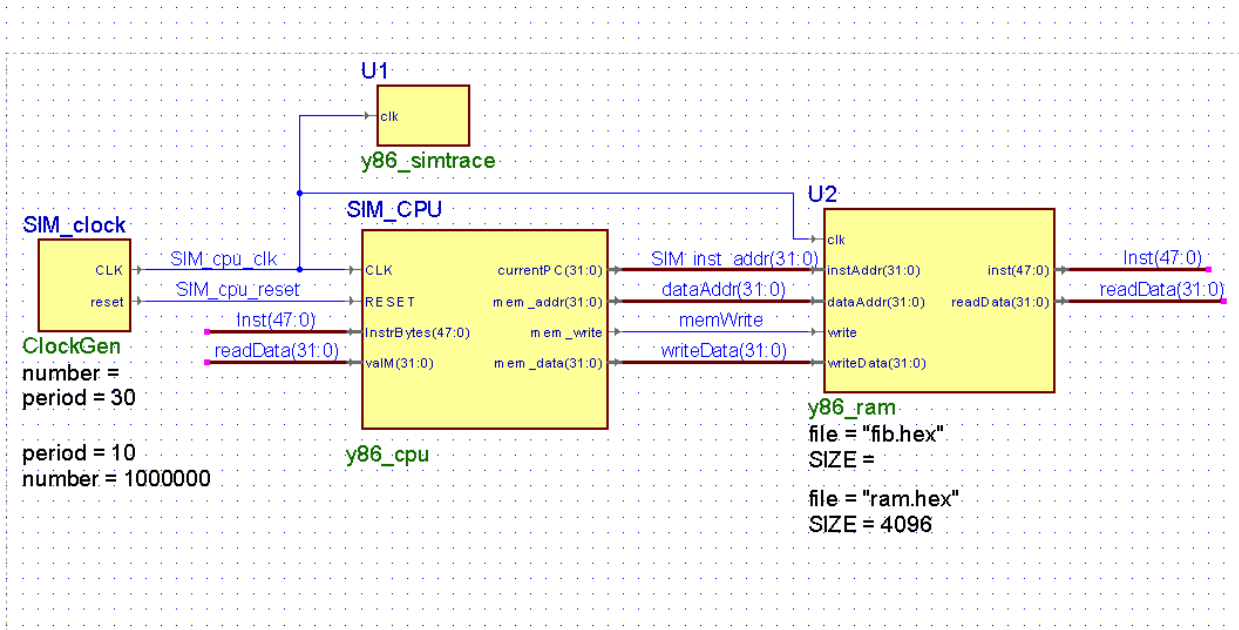 U1
clk
y86_simtrace
U2
SIM_clock
SIM_CPU
CLK
SIM_cpu_clk
CLK
currentPC(31:0)
SIM_inst_addr(31:0)
clk
instAddr(31:0)
inst(47:0)
Inst(47:0)
reset
SIM_cpu_reset
RESET
mem_addr(31:0)
dataAddr(31:0)
dataAddr(31:0)
readData(31:0)
readData(31:0)
Inst(47:0)
InstrBytes(47:0)
mem_write
memWrite
write
readData(31:0)
valM(31:0)
mem_data(31:0)
writeData(31:0)
writeData(31:0)
ClockGen
number =
period = 30
period = 10
number = 1000000
y86_cpu
y86_ram
file = "fib.hex"
SIZE =
file = "ram.hex"
SIZE = 4096